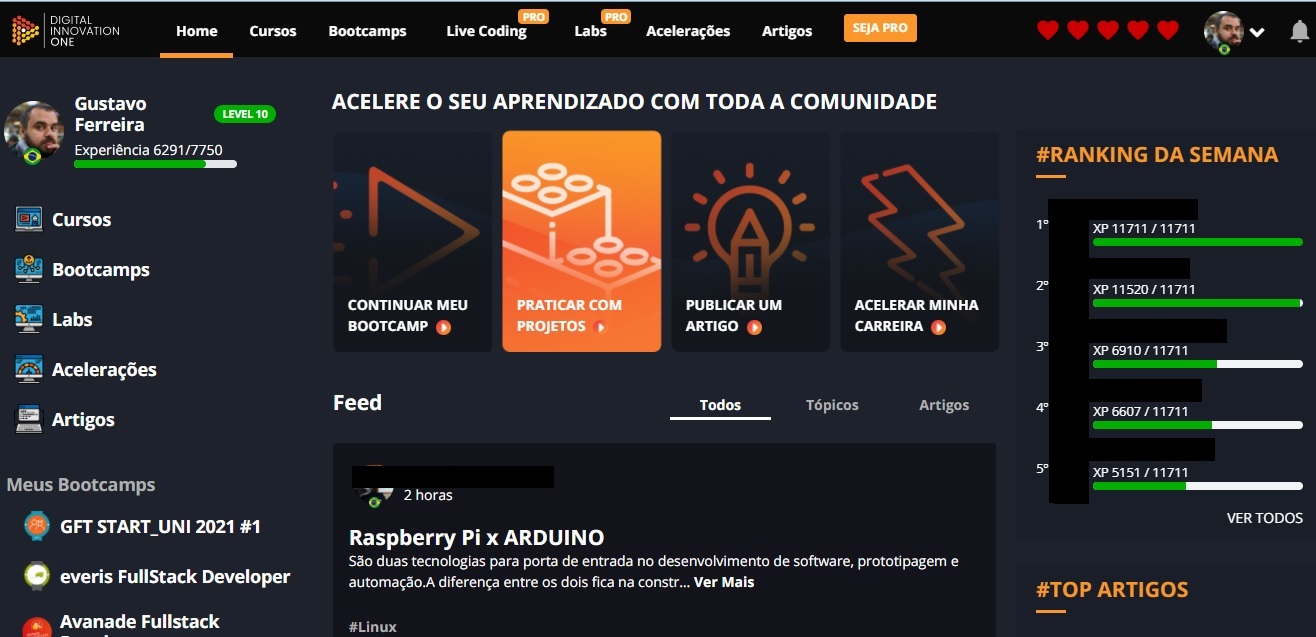 DIGITAL
INNOVATION
ONE
Home
Cursos
Bootcamps
Live Coding
PRO
Labs
PRO
Acelerações
Artigos
SEJA PRO
Gustavo
Ferreira
LEVEL 10
Experiência 6291/7750
Cursos
Bootcamps
Labs
Acelerações
Artigos
Meus Bootcamps
GFT START_UNI 2021 #1
everis FullStack Developer
Avanade Fullstack
ACELERE O SEU APRENDIZADO COM TODA A COMUNIDADE
CONTINUAR MEU
BOOTCAMP
PRATICAR COM
PROJETOS
PUBLICAR UM
ARTIGO
ACELERAR MINHA
CARREIRA
Feed
Todos
Tópicos
Artigos
2 horas
Raspberry Pi x ARDUINO
São duas tecnologias para porta de entrada no desenvolvimento de software, prototipagem e
automação.A diferença entre os dois fica na constr... Ver Mais
#Linux
#RANKING DA SEMANA
1º
XP 11711 / 11711
2º
XP 11520 / 11711
3º
XP 6910 / 11711
4º
XP 6607 / 11711
5º
XP 5151 / 11711
VER TODOS
#TOP ARTIGOS